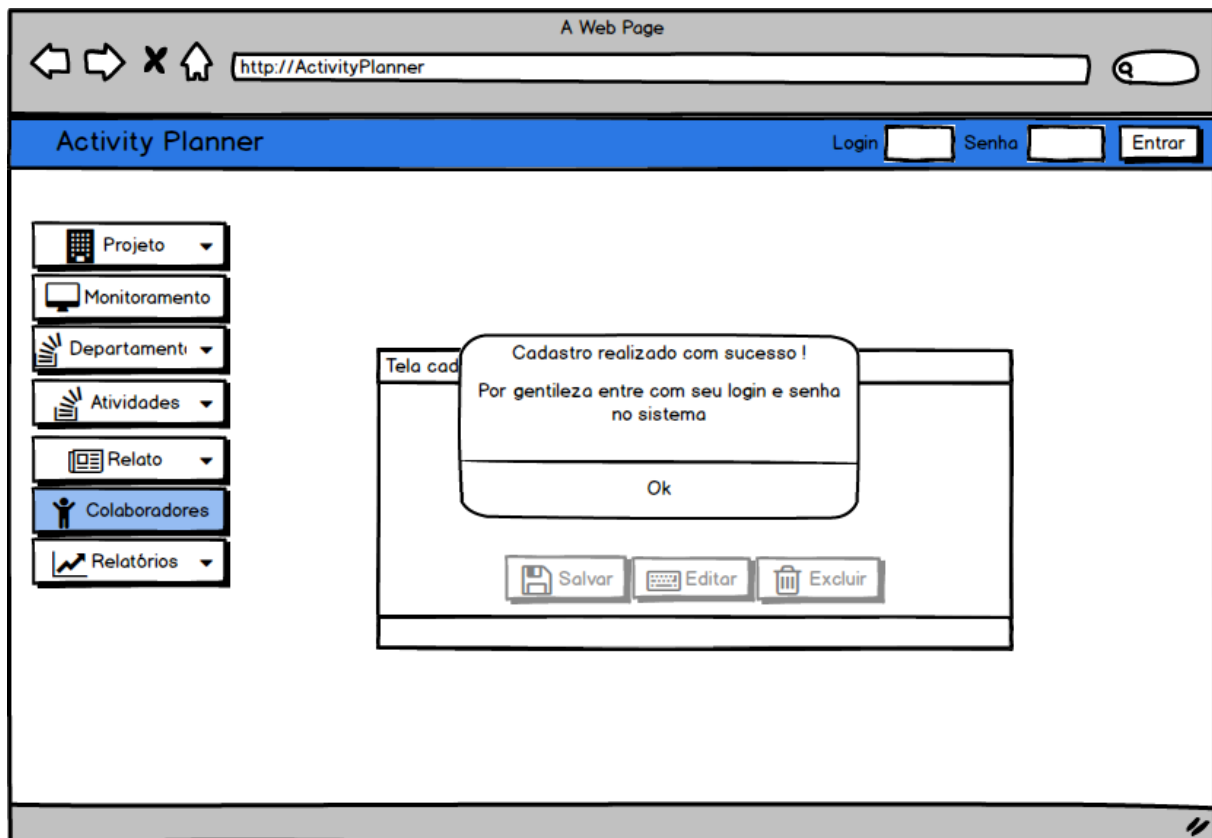 A Web Page
http://ActivityPlanner
Activity Planner
Login
Senha
Entrar
Projeto
Monitoramento
Departament
Atividades
Relato
Colaboradores
Relatórios
Tela cad
Cadastro realizado com sucesso !
Por gentileza entre com seu login e senha
no sistema
Ok
Salvar
Editar
Excluir